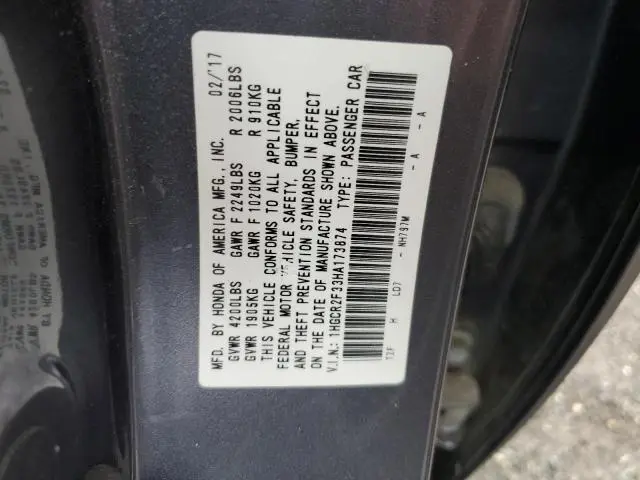 MFD. BY HONDA OF AMERICA MFG., INC. 02/'17
GVWR 4200LBS GAWR F 2249LBS R 2006LBS
GVWR 1905KG GAWR F 1020KG R 910KG
THIS VEHICLE CONFORMS TO ALL APPLICABLE
FEDERAL MOTOR VEHICLE SAFETY, BUMPER,
AND THEFT PREVENTION STANDARDS IN EFFECT
ON THE DATE OF MANUFACTURE SHOWN ABOVE.
V.I.N.: 1HGCR2F33HA173874 TYPE: PASSENGER CAR
T2F H LD7 - NH797M - A - A